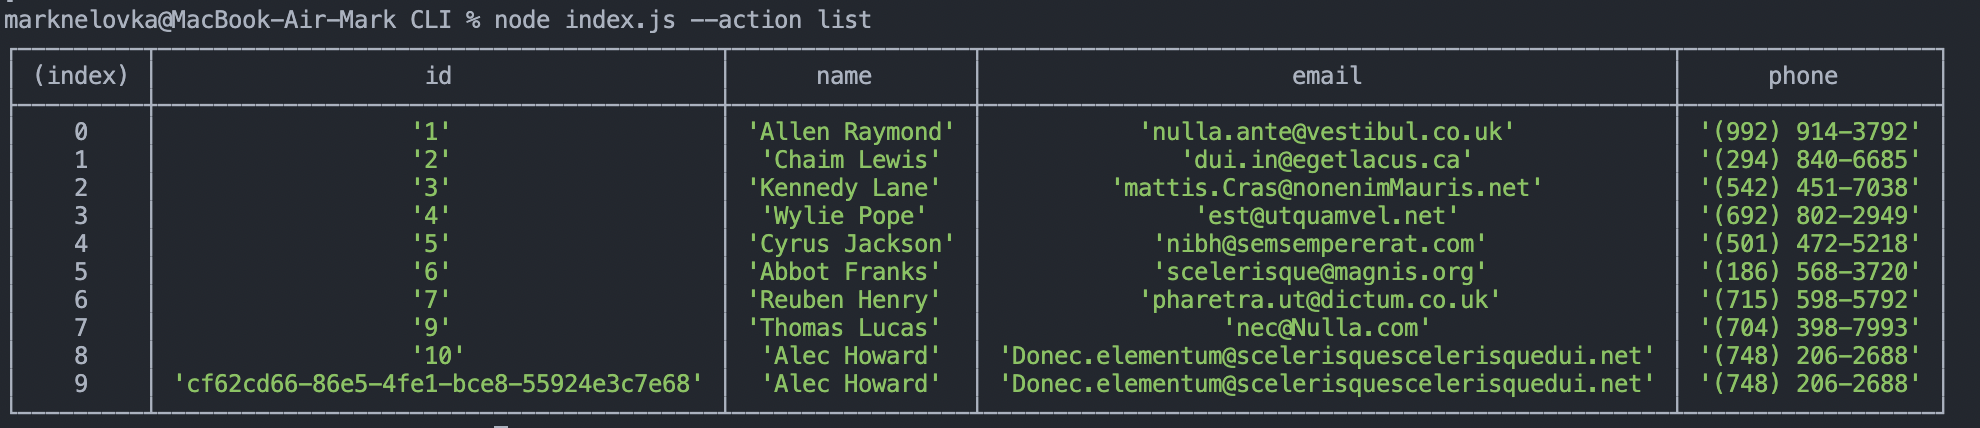 marknelovka@MacBook-Air-Mark CLI % node index.js --action list
(index) id name email phone
0 '1' 'Allen Raymond' 'nulla.ante@vestibul.co.uk' '(992) 914-3792'
1 '2' 'Chaim Lewis' 'dui.in@egetlacus.ca' '(294) 840-6685'
2 '3' 'Kennedy Lane' 'mattis.Cras@nonenimMauris.net' '(542) 451-7038'
3 '4' 'Wylie Pope' 'est@utquamvel.net' '(692) 802-2949'
4 '5' 'Cyrus Jackson' 'nibh@semsempererat.com' '(501) 472-5218'
5 '6' 'Abbot Franks' 'scelerisque@magnis.org' '(186) 568-3720'
6 '7' 'Reuben Henry' 'pharetra.ut@dictum.co.uk' '(715) 598-5792'
7 '9' 'Thomas Lucas' 'nec@Nulla.com' '(704) 398-7993'
8 '10' 'Alec Howard' 'Donec.elementum@scelerisquescelerisquedui.net' '(748) 206-2688'
9 'cf62cd66-86e5-4fe1-bce8-55924e3c7e68' 'Alec Howard' 'Donec.elementum@scelerisquescelerisquedui.net' '(748) 206-2688'